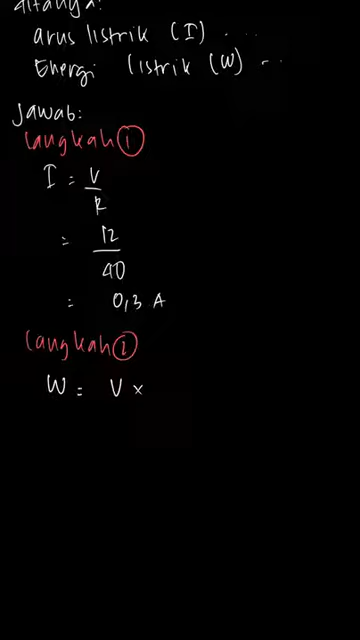 ditanya:
arus listrik (I) ...
Energi listrik (W) ...
Jawab:
Langkah ①
I = V
R
= 12
40
= 0,3 A
Langkah ②
W = V ×